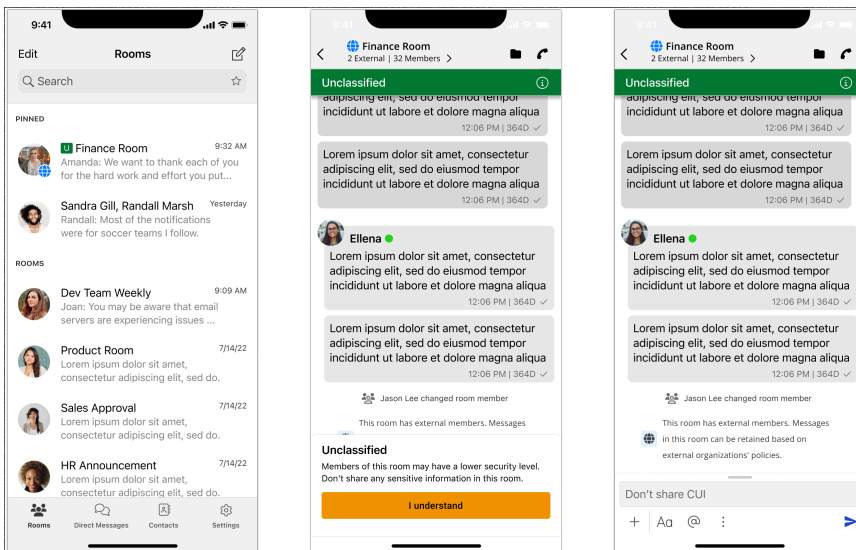 9:41
Edit
Rooms
Search
PINNED
U Finance Room 9:32 AM
Amanda: We want to thank each of you
for the hard work and effort you put...
Sandra Gill, Randall Marsh Yesterday
Randall: Most of the notifications
were for soccer teams I follow.
ROOMS
Dev Team Weekly 9:09 AM
Joan: You may be aware that email
servers are experiencing issues ...
Product Room 7/14/22
Lorem ipsum dolor sit amet,
consectetur adipiscing elit, sed do.
Sales Approval 7/14/22
Lorem ipsum dolor sit amet,
consectetur adipiscing elit, sed do.
HR Announcement 7/14/22
Lorem ipsum dolor sit amet,
consectetur adipiscing elit, sed do.
Rooms Direct Messages Contacts Settings
9:41
Finance Room
2 External | 32 Members
Unclassified
adipiscing elit, sed do eiusmod tempor
incididunt ut labore et dolore magna aliqua
12:06 PM | 364D
Lorem ipsum dolor sit amet, consectetur
adipiscing elit, sed do eiusmod tempor
incididunt ut labore et dolore magna aliqua
12:06 PM | 364D
Ellena
Lorem ipsum dolor sit amet, consectetur
adipiscing elit, sed do eiusmod tempor
incididunt ut labore et dolore magna aliqua
12:06 PM | 364D
Lorem ipsum dolor sit amet, consectetur
adipiscing elit, sed do eiusmod tempor
incididunt ut labore et dolore magna aliqua
12:06 PM | 364D
Jason Lee changed room member
This room has external members. Messages
Unclassified
Members of this room may have a lower security level.
Don't share any sensitive information in this room.
I understand
9:41
Finance Room
2 External | 32 Members
Unclassified
adipiscing elit, sed do eiusmod tempor
incididunt ut labore et dolore magna aliqua
12:06 PM | 364D
Lorem ipsum dolor sit amet, consectetur
adipiscing elit, sed do eiusmod tempor
incididunt ut labore et dolore magna aliqua
12:06 PM | 364D
Ellena
Lorem ipsum dolor sit amet, consectetur
adipiscing elit, sed do eiusmod tempor
incididunt ut labore et dolore magna aliqua
12:06 PM | 364D
Lorem ipsum dolor sit amet, consectetur
adipiscing elit, sed do eiusmod tempor
incididunt ut labore et dolore magna aliqua
12:06 PM | 364D
Jason Lee changed room member
This room has external members. Messages
in this room can be retained based on
external organizations' policies.
Don't share CUI
+ Aa @